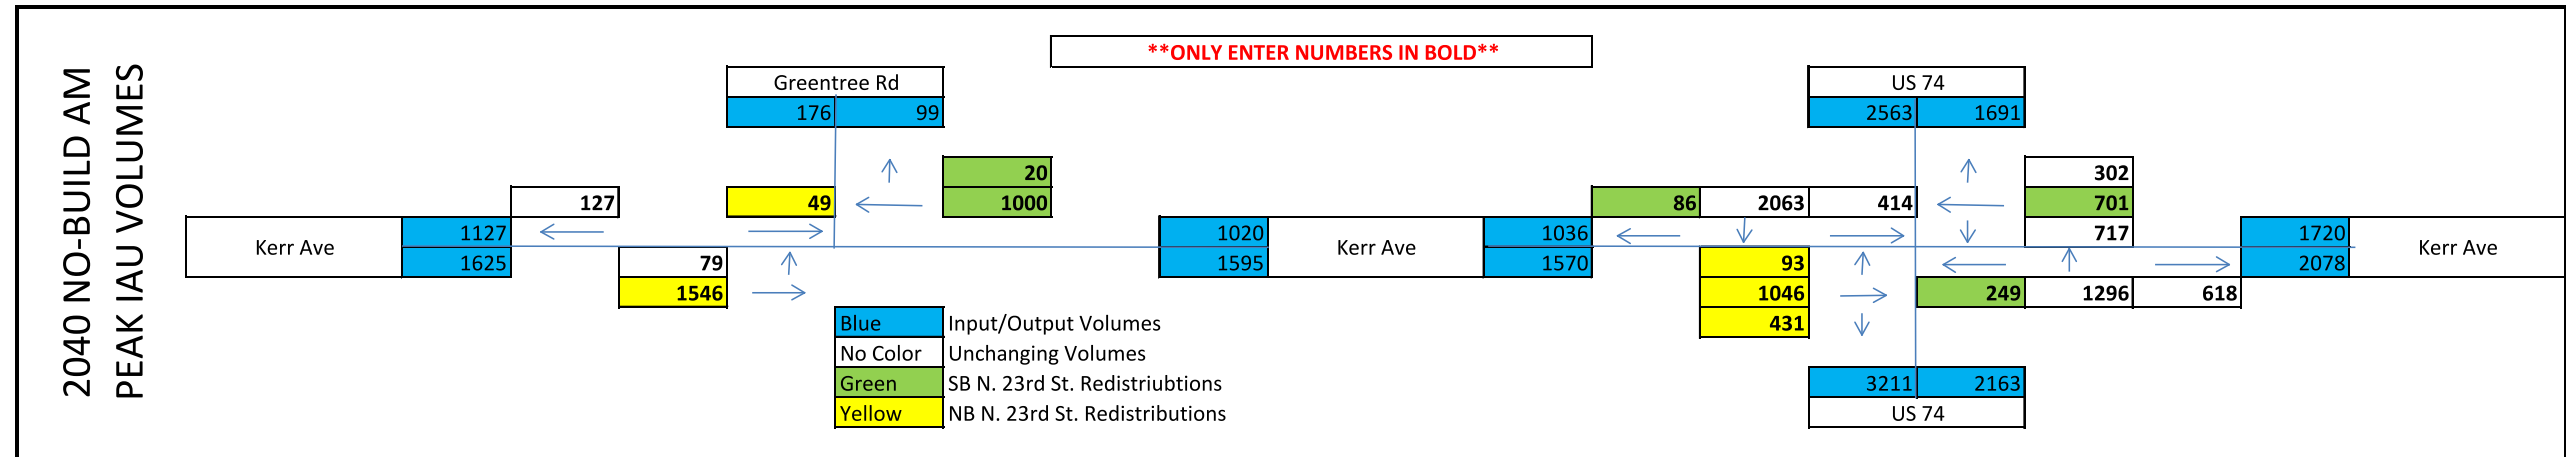 2040 NO-BUILD AM
PEAK IAU VOLUMES
**ONLY ENTER NUMBERS IN BOLD**
Greentree Rd
176 99
US 74
2563 1691
20
302
127 49 1000
86 2063 414 701
Kerr Ave 1127 1020 Kerr Ave 1036 717 1720 Kerr Ave
1625 79 1595 1570 93 2078
1546 1046 249 1296 618
Blue Input/Output Volumes 431
No Color Unchanging Volumes
Green SB N. 23rd St. Redistriubtions 3211 2163
Yellow NB N. 23rd St. Redistributions US 74